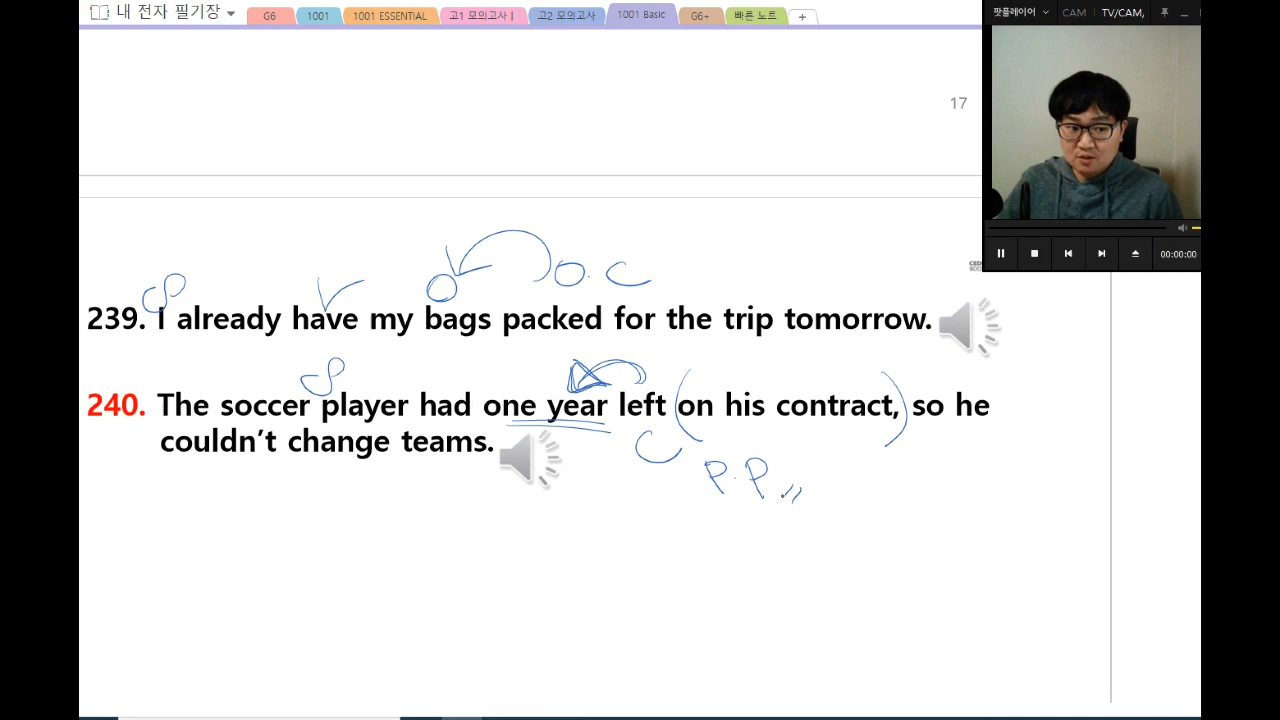 내 전자 필기장
G6
1001
1001 ESSENTIAL
고1 모의고사 I
고2 모의고사
1001 Basic
G6+
빠른 노트
+
팟플레이어
CAM
TV/CAM,
17
00:00:00
S V O O.C
239. I already have my bags packed for the trip tomorrow.
S
240. The soccer player had one year left (on his contract,) so he
couldn't change teams.
C
P.P